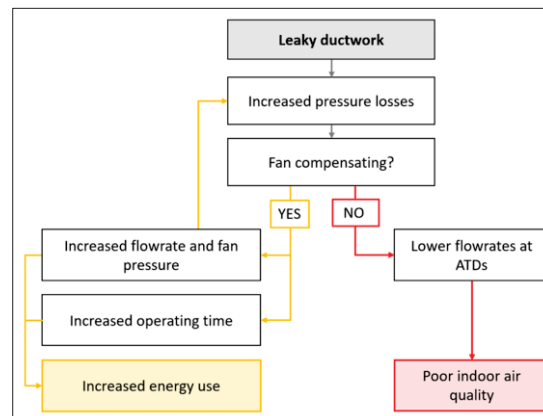 Leaky ductwork
Increased pressure losses
Fan compensating?
YES
NO
Increased flowrate and fan
pressure
Lower flowrates at
ATDs
Increased operating time
Increased energy use
Poor indoor air
quality